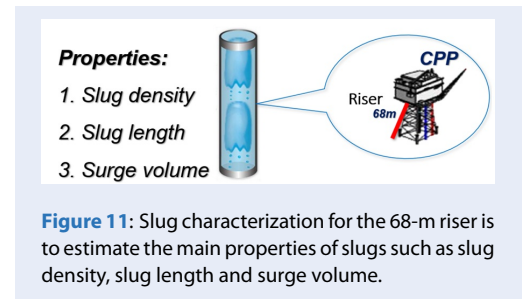 Properties:
1. Slug density
2. Slug length
3. Surge volume
CPP
Riser
68m
Figure 11: Slug characterization for the 68-m riser is
to estimate the main properties of slugs such as slug
density, slug length and surge volume.